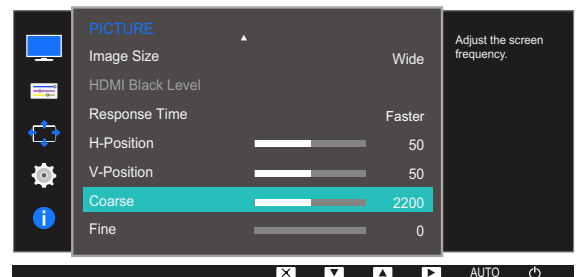 PICTURE
Image Size Wide
HDMI Black Level
Response Time Faster
H-Position 50
V-Position 50
Coarse 2200
Fine 0
Adjust the screen
frequency.
AUTO